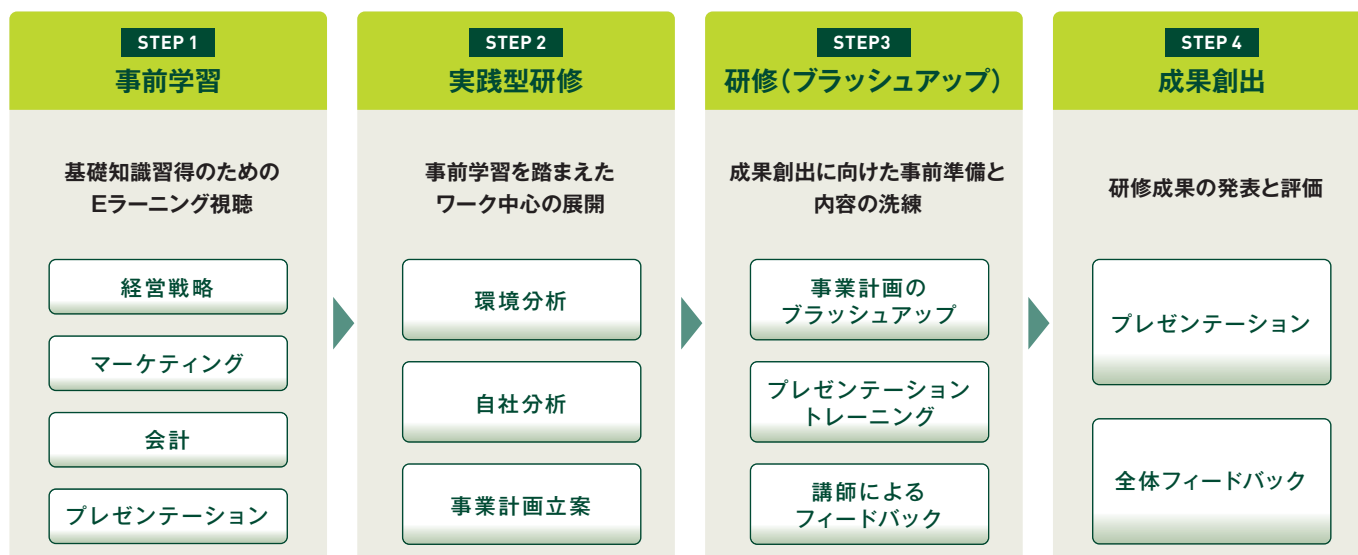 STEP 1
事前学習
基礎知識習得のための
Eラーニング視聴
経営戦略
マーケティング
会計
プレゼンテーション
STEP 2
実践型研修
事前学習を踏まえた
ワーク中心の展開
環境分析
自社分析
事業計画立案
STEP3
研修(ブラッシュアップ)
成果創出に向けた事前準備と
内容の洗練
事業計画の
ブラッシュアップ
プレゼンテーション
トレーニング
講師による
フィードバック
STEP 4
成果創出
研修成果の発表と評価
プレゼンテーション
全体フィードバック